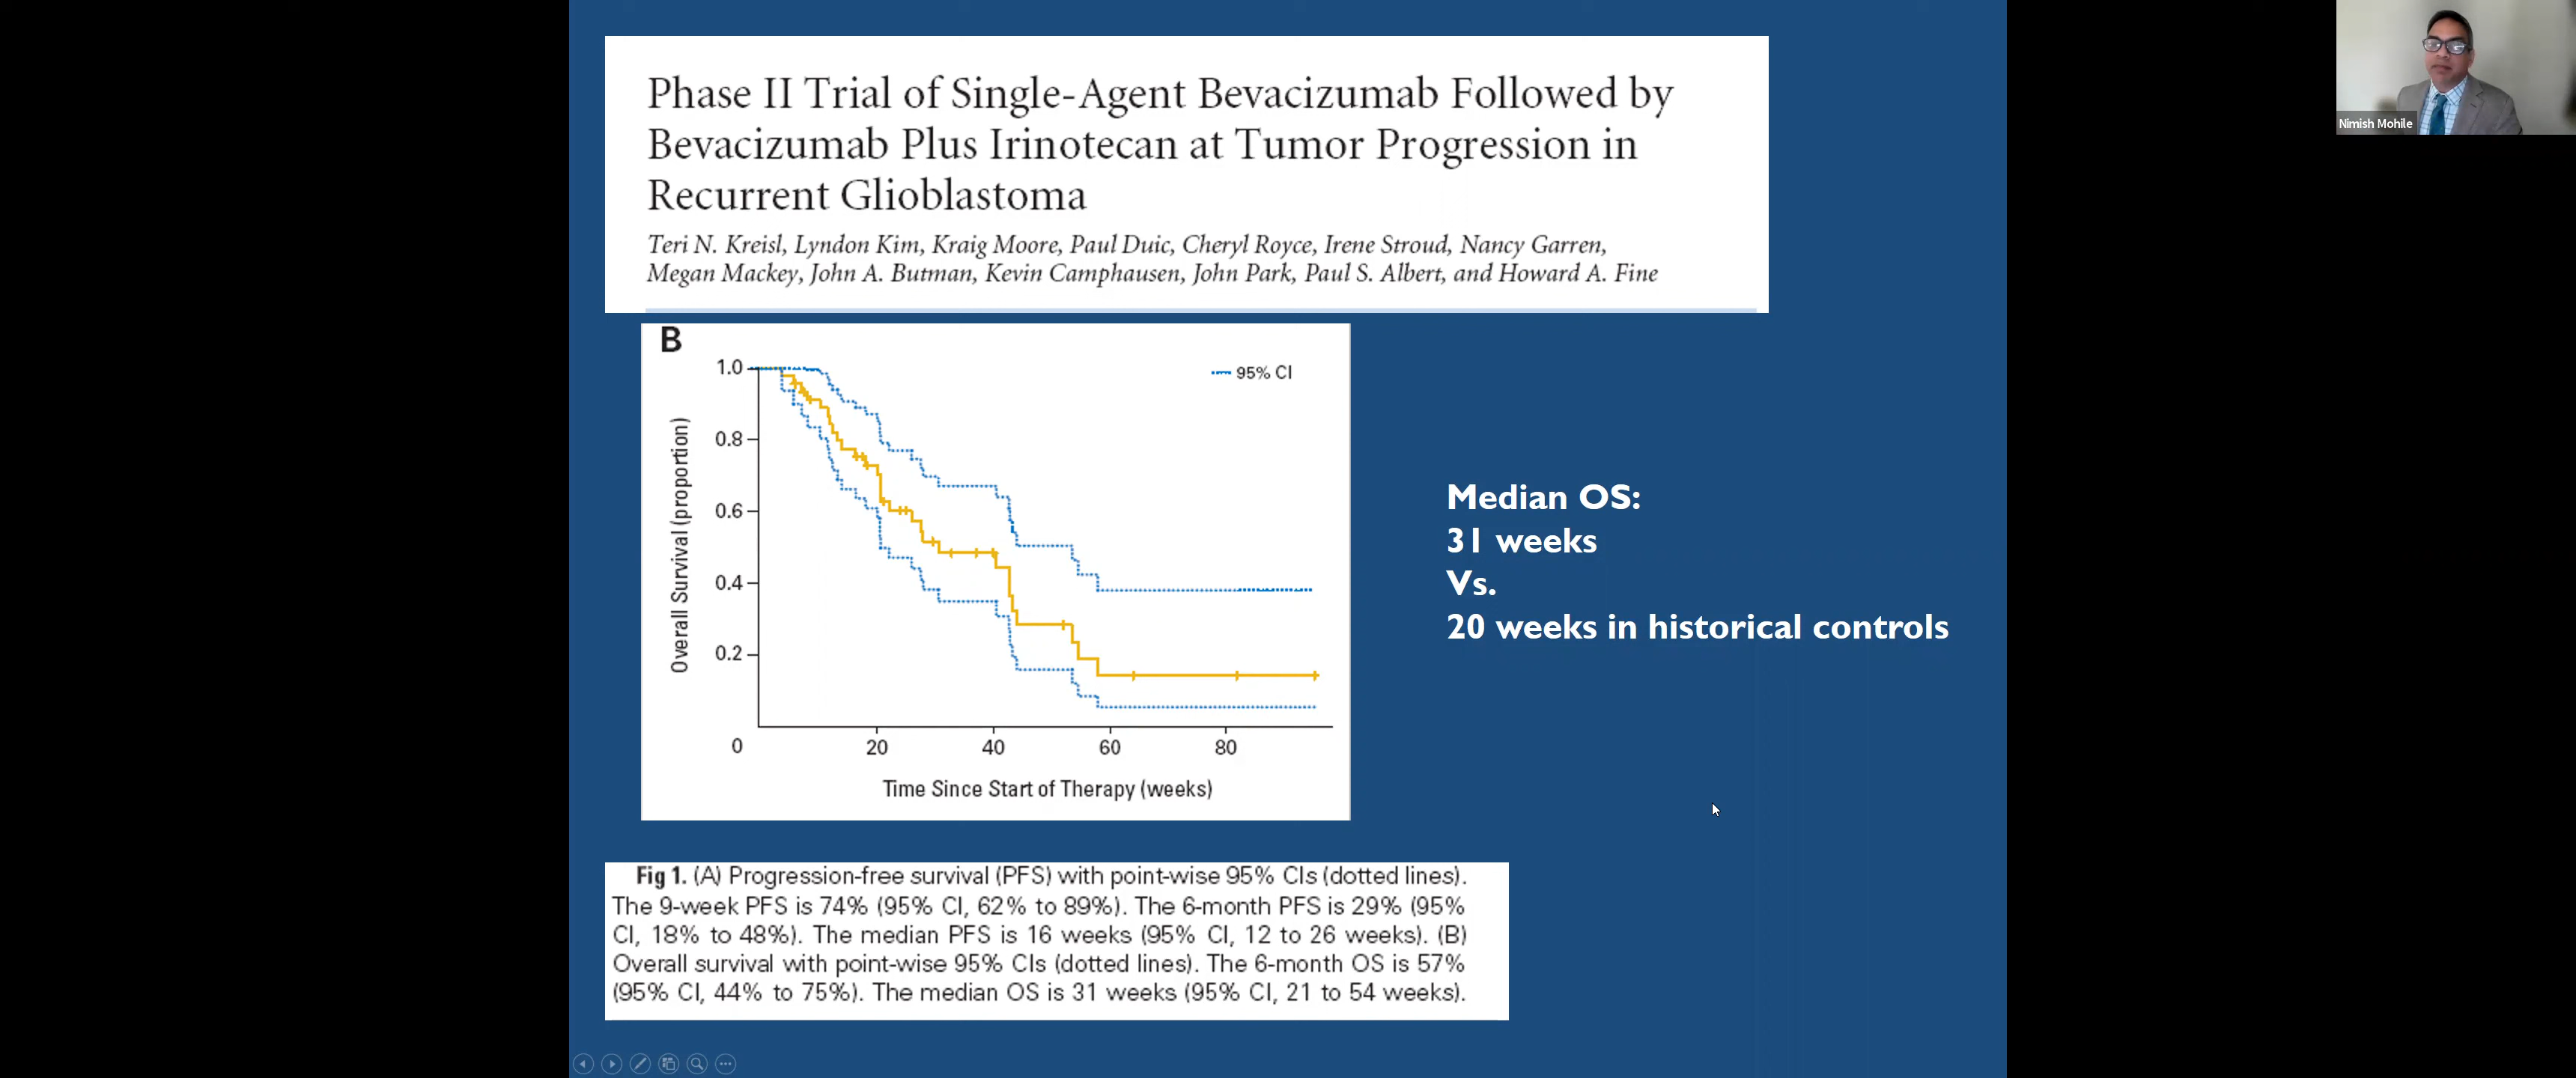 Phase II Trial of Single-Agent Bevacizumab Followed by
Bevacizumab Plus Irinotecan at Tumor Progression in
Recurrent Glioblastoma
Teri N. Kreisl, Lyndon Kim, Kraig Moore, Paul Duic, Cheryl Royce, Irene Stroud, Nancy Garren,
Megan Mackey, John A. Butman, Kevin Camphausen, John Park, Paul S. Albert, and Howard A. Fine
Nimish Mohile
B
95% CI
Overall Survival (proportion)
1.0
0.8
0.6
0.4
0.2
0
20
40
60
80
Time Since Start of Therapy (weeks)
Median OS:
31 weeks
Vs.
20 weeks in historical controls
Fig 1. (A) Progression-free survival (PFS) with point-wise 95% CIs (dotted lines).
The 9-week PFS is 74% (95% CI, 62% to 89%). The 6-month PFS is 29% (95%
CI, 18% to 48%). The median PFS is 16 weeks (95% CI, 12 to 26 weeks). (B)
Overall survival with point-wise 95% CIs (dotted lines). The 6-month OS is 57%
(95% CI, 44% to 75%). The median OS is 31 weeks (95% CI, 21 to 54 weeks).